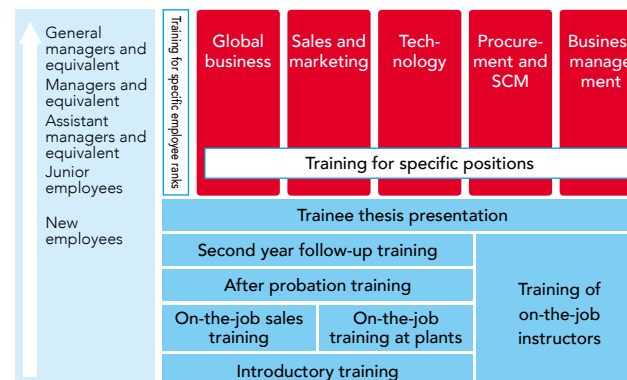 General
managers and
equivalent
Managers and
equivalent
Assistant
managers and
equivalent
Junior
employees
New
employees
Training for specific
employee ranks
Global
business
Sales and
marketing
Tech-
nology
Procure-
ment and
SCM
Business
manage
ment
Training for specific positions
Trainee thesis presentation
Second year follow-up training
After probation training
On-the-job sales
training
On-the-job
training at plants
Introductory training
Training of
on-the-job
instructors